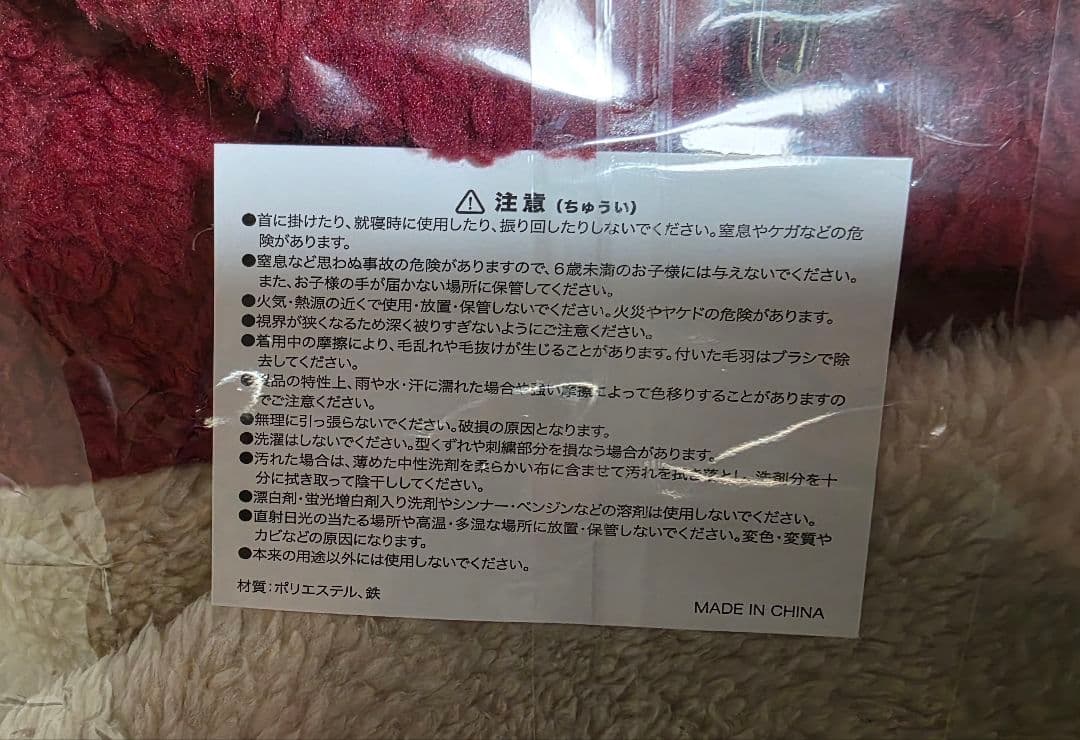 ⚠ 注意 (ちゅうい)
●首に掛けたり、就寝時に使用したり、振り回したりしないでください。窒息やケガなどの危
険があります。
●窒息など思わぬ事故の危険がありますので、6歳未満のお子様には与えないでください。
また、お子様の手が届かない場所に保管してください。
●火気・熱源の近くで使用・放置・保管しないでください。火災やヤケドの危険があります。
●視界が狭くなるため深く被りすぎないようにご注意ください。
●着用中の摩擦により、毛乱れや毛抜けが生じることがあります。付いた毛羽はブラシで除
去してください。
●製品の特性上、雨や水・汗に濡れた場合や強い摩擦によって色移りすることがありますの
でご注意ください。
●無理に引っ張らないでください。破損の原因となります。
●洗濯はしないでください。型くずれや刺繍部分を損なう場合があります。
●汚れた場合は、薄めた中性洗剤を柔らかい布に含ませて汚れを拭き落とし、洗剤分を十
分に拭き取って陰干ししてください。
●漂白剤・蛍光増白剤入り洗剤やシンナー・ベンジンなどの溶剤は使用しないでください。
●直射日光の当たる場所や高温・多湿な場所に放置・保管しないでください。変色・変質や
カビなどの原因になります。
●本来の用途以外には使用しないでください。
材質:ポリエステル、鉄
MADE IN CHINA